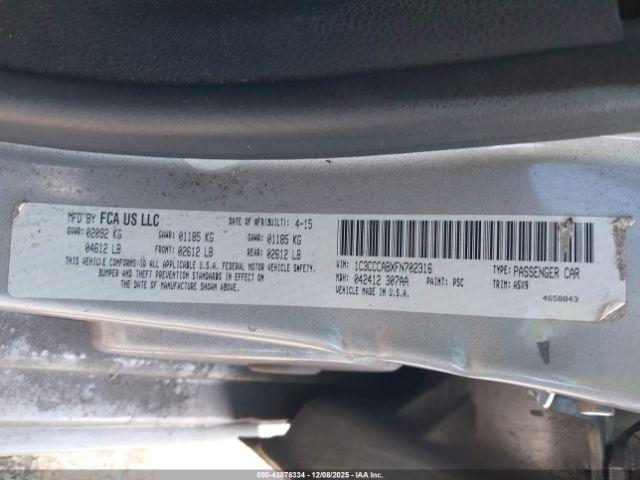 MFD BY FCA US LLC DATE OF MFR(BUILT): 4-15
GVWR: 02092 KG GAWR: 01185 KG GAWR: 01185 KG
04612 LB FRONT: 02612 LB REAR: 02612 LB
THIS VEHICLE CONFORMS TO ALL APPLICABLE U.S.A. FEDERAL MOTOR VEHICLE SAFETY,
BUMPER AND THEFT PREVENTION STANDARDS IN EFFECT ON
THE DATE OF MANUFACTURE SHOWN ABOVE.
VIN: 1C3CCCABXFN702316 TYPE: PASSENGER CAR
MDH: 042412 307AA PAINT: PSC TRIM: A5X9
VEHICLE MADE IN U.S.A.
4658843
00-43876334 | 12/08/2025 - IAA Inc.